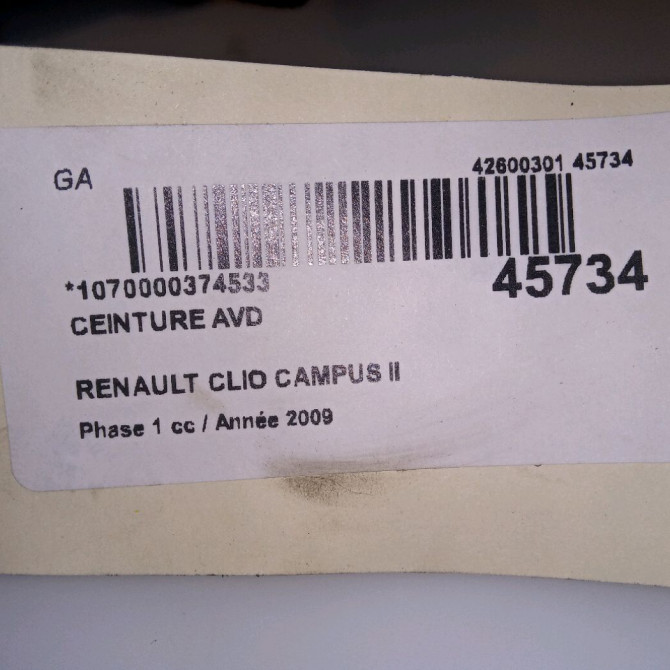 GA
42600301 45734
*1070000374533
45734
CEINTURE AVD
RENAULT CLIO CAMPUS II
Phase 1 cc / Année 2009